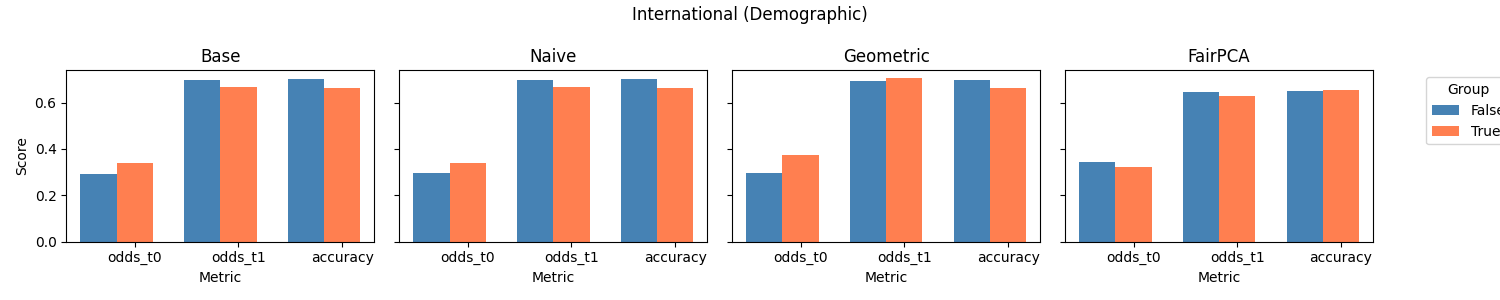 International (Demographic)
Base
Naive
Geometric
FairPCA
Score
0.6
0.4
0.2
0.0
odds_t0 odds_t1 accuracy
odds_t0 odds_t1 accuracy
odds_t0 odds_t1 accuracy
odds_t0 odds_t1 accuracy
Metric
Metric
Metric
Metric
Group
False
True